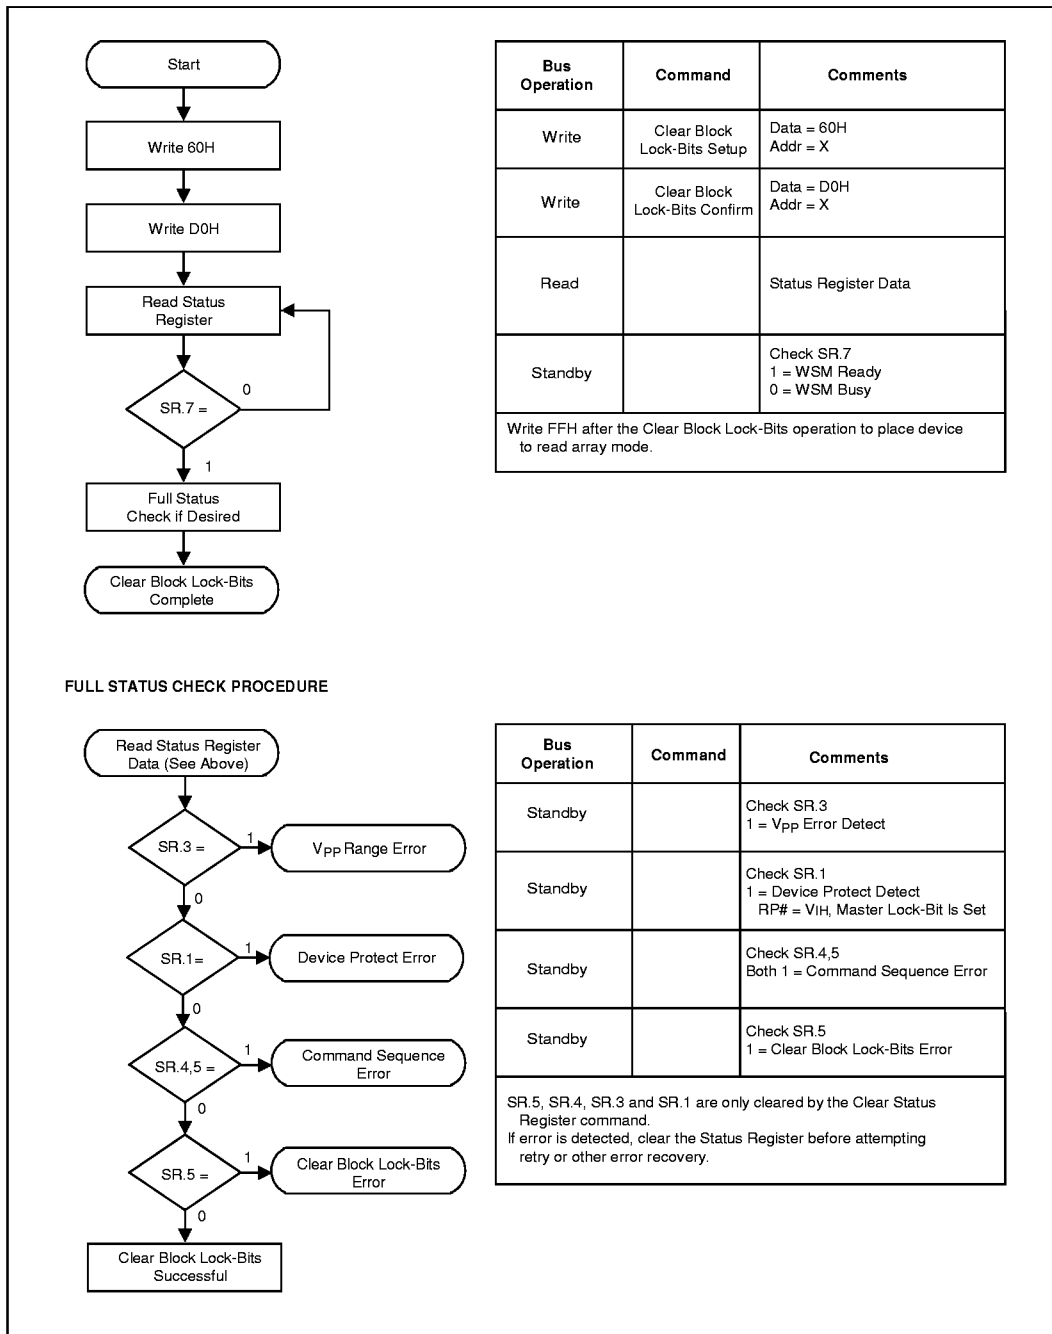 Start
Write 60H
Write D0H
Read Status
Register
0
SR.7 =
1
Full Status
Check if Desired
Clear Block Lock-Bits
Complete
Bus
Operation
Command
Comments
Write
Clear Block
Lock-Bits Setup
Data = 60H
Addr = X
Write
Clear Block
Lock-Bits Confirm
Data = D0H
Addr = X
Read
Status Register Data
Standby
Check SR.7
1 = WSM Ready
0 = WSM Busy
Write FFH after the Clear Block Lock-Bits operation to place device
to read array mode.
FULL STATUS CHECK PROCEDURE
Read Status Register
Data (See Above)
SR.3 =
1
VPP Range Error
0
SR.1=
1
Device Protect Error
0
SR.4,5 =
1
Command Sequence
Error
0
SR.5 =
1
Clear Block Lock-Bits
Error
0
Clear Block Lock-Bits
Successful
Bus
Operation
Command
Comments
Standby
Check SR.3
1 = VPP Error Detect
Standby
Check SR.1
1 = Device Protect Detect
RP# = VIH, Master Lock-Bit Is Set
Standby
Check SR.4,5
Both 1 = Command Sequence Error
Standby
Check SR.5
1 = Clear Block Lock-Bits Error
SR.5, SR.4, SR.3 and SR.1 are only cleared by the Clear Status
Register command.
If error is detected, clear the Status Register before attempting
retry or other error recovery.